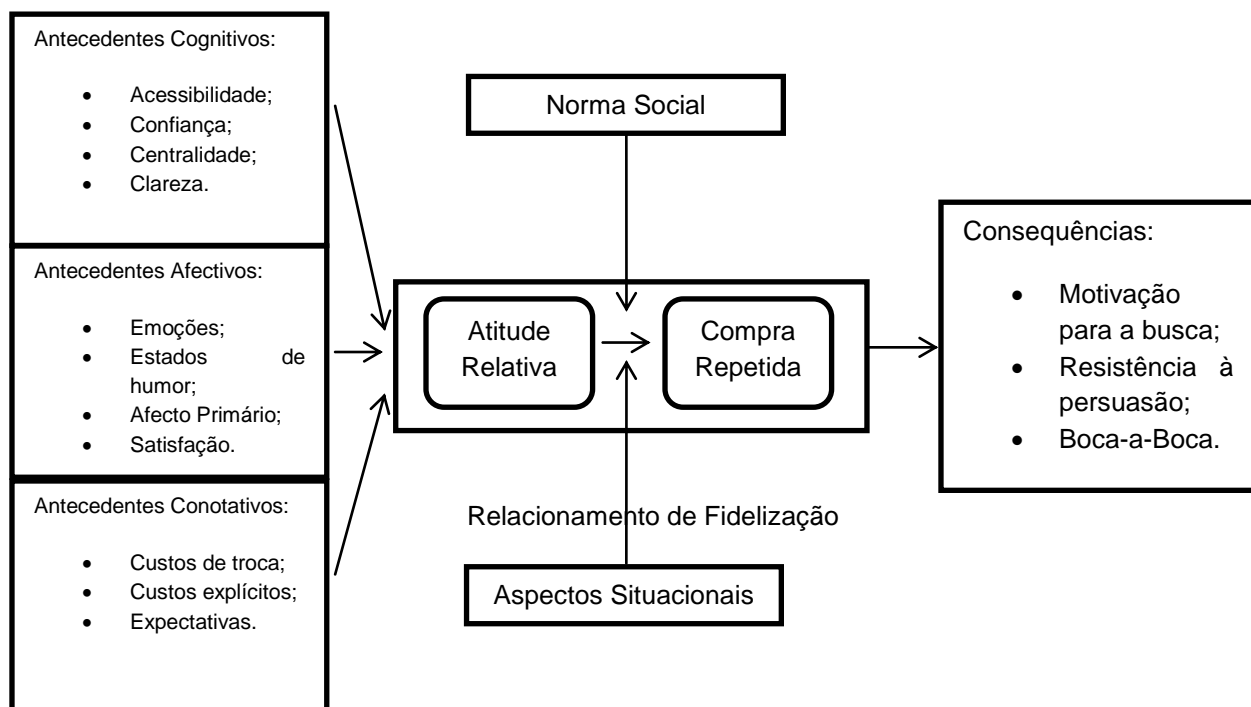 Antecedentes Cognitivos:
• Acessibilidade;
• Confiança;
• Centralidade;
• Clareza.
Antecedentes Afectivos:
• Emoções;
• Estados de
humor;
• Afecto Primário;
• Satisfação.
Antecedentes Conotativos:
• Custos de troca;
• Custos explícitos;
• Expectativas.
Norma Social
Atitude
Relativa
Compra
Repetida
Relacionamento de Fidelização
Aspectos Situacionais
Consequências:
• Motivação
para a busca;
• Resistência à
persuasão;
• Boca-a-Boca.